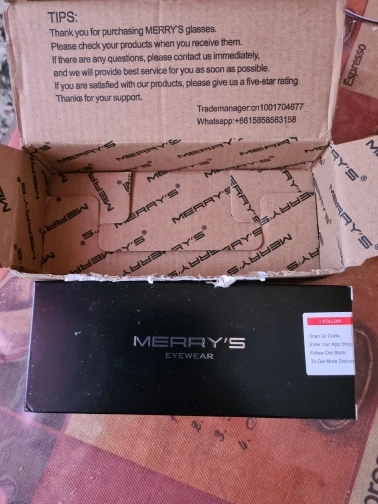 TIPS:
Thank you for purchasing MERRY'S glasses.
Please check your products when you receive them.
If there are any questions, please contact us immediately,
and we will provide best service for you as soon as possible.
If you are satisfied with our products, please give us a five-star rating.
Thanks for your support.
Trademanager:cn1001704677
Whatsapp:+8615858563158
Espresso
MERRY'S®
MERRY'S
MERRY'S
EYEWEAR
+ FOLLOW
Scan Qr Code,
Enter Our App Shop
Follow Our Store,
To Get More Discou